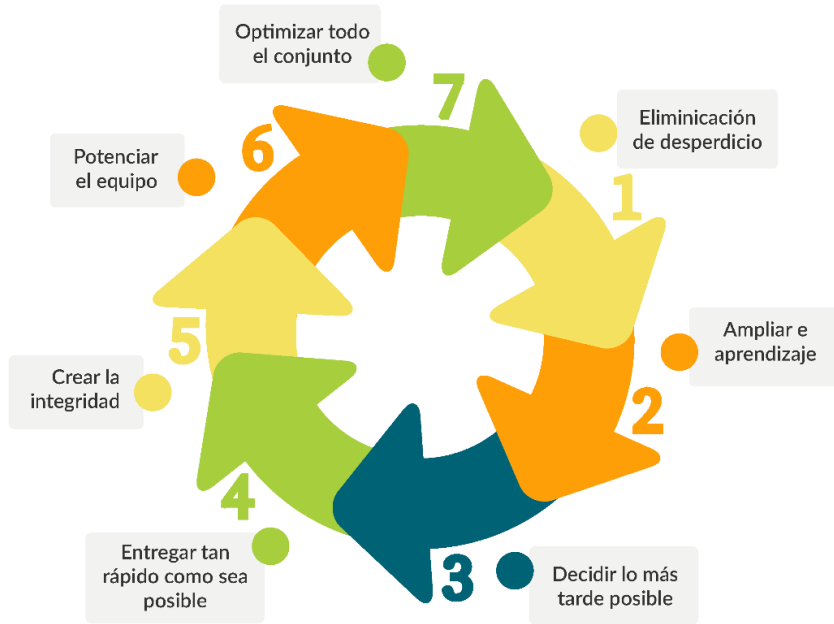 Optimizar todo
el conjunto
7
Eliminicación
de desperdicio
1
Ampliar e
aprendizaje
2
Decidir lo más
tarde posible
3
Entregar tan
rápido como sea
posible
4
Crear la
integridad
5
Potenciar
el equipo
6